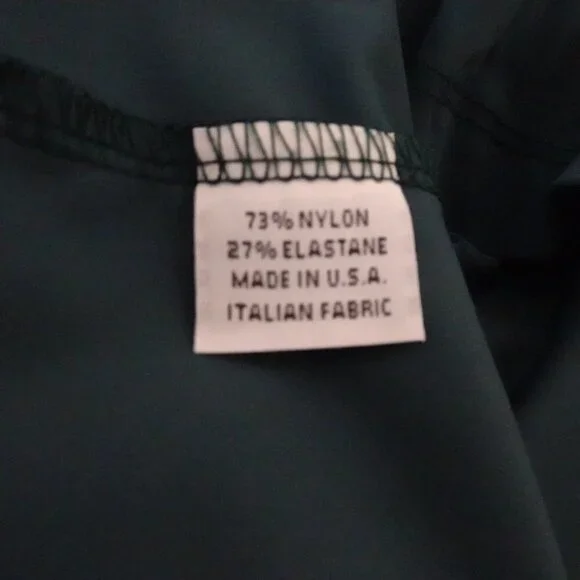 73% NYLON
27% ELASTANE
MADE IN U.S.A.
ITALIAN FABRIC